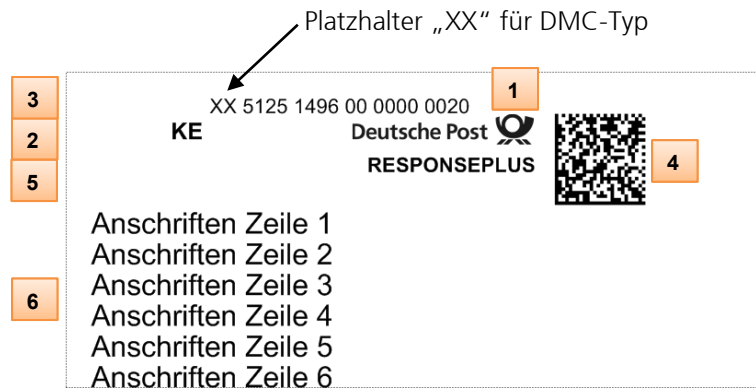 Platzhalter „XX“ für DMC-Typ
1
3
XX 5125 1496 00 0000 0020
2
KE
Deutsche Post
4
5
RESPONSEPLUS
Anschriften Zeile 1
Anschriften Zeile 2
6
Anschriften Zeile 3
Anschriften Zeile 4
Anschriften Zeile 5
Anschriften Zeile 6